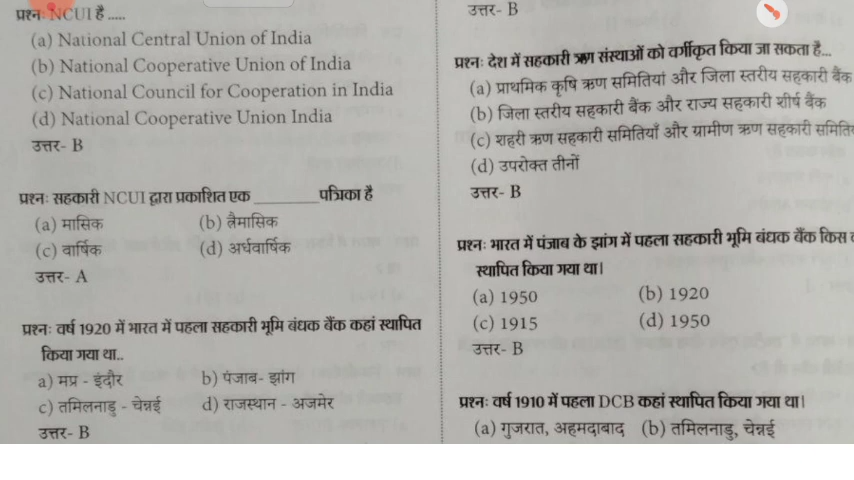 प्रश्नः NCUI है .....
(a) National Central Union of India
(b) National Cooperative Union of India
(c) National Council for Cooperation in India
(d) National Cooperative Union India
उत्तर- B
प्रश्नः सहकारी NCUI द्वारा प्रकाशित एक ________ पत्रिका है
(a) मासिक (b) त्रैमासिक
(c) वार्षिक (d) अर्धवार्षिक
उत्तर- A
प्रश्नः वर्ष 1920 में भारत में पहला सहकारी भूमि बंधक बैंक कहां स्थापित
किया गया था..
a) मप्र - इंदौर b) पंजाब- झांग
c) तमिलनाडु - चेन्नई d) राजस्थान - अजमेर
उत्तर- B
उत्तर- B
प्रश्नः देश में सहकारी ऋण संस्थाओं को वर्गीकृत किया जा सकता है...
(a) प्राथमिक कृषि ऋण समितियां और जिला स्तरीय सहकारी बैंक
(b) जिला स्तरीय सहकारी बैंक और राज्य सहकारी शीर्ष बैंक
(c) शहरी ऋण सहकारी समितियाँ और ग्रामीण ऋण सहकारी
(d) उपरोक्त तीनों
उत्तर- B
प्रश्नः भारत में पंजाब के झांग में पहला सहकारी भूमि बंधक बैंक किस
स्थापित किया गया था।
(a) 1950 (b) 1920
(c) 1915 (d) 1950
उत्तर- B
प्रश्नः वर्ष 1910 में पहला DCB कहां स्थापित किया गया था।
(a) गुजरात, अहमदाबाद (b) तमिलनाडु, चेन्नई